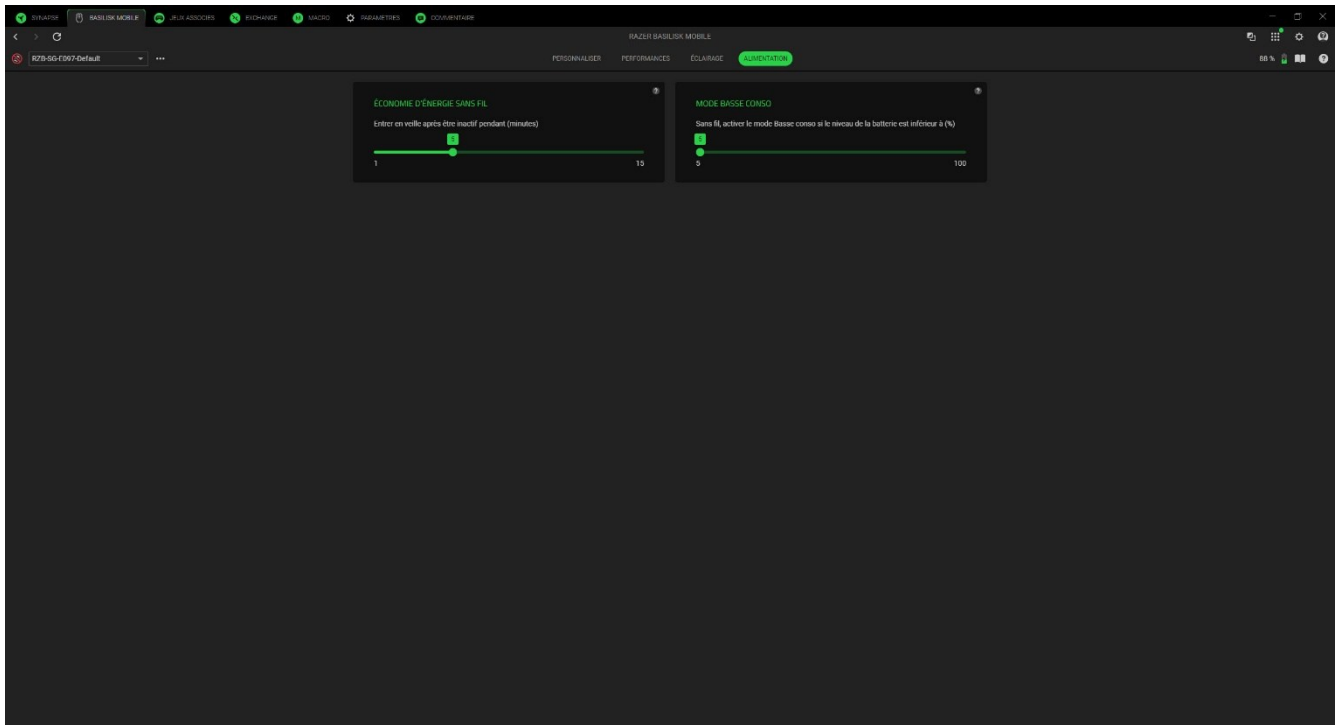 SYNAPSE BASILISK MOBILE JEUX ASSOCIÉS EXCHANGE MACRO PARAMÈTRES COMMENTAIRE
RAZER BASILISK MOBILE
RZB-SG-E097-Default PERSONNALISER PERFORMANCES ÉCLAIRAGE ALIMENTATION 88 %
ÉCONOMIE D'ÉNERGIE SANS FIL
Entrer en veille après être inactif pendant (minutes)
5
1 15
MODE BASSE CONSO
Sans fil, activer le mode Basse conso si le niveau de la batterie est inférieur à (%)
5
5 100